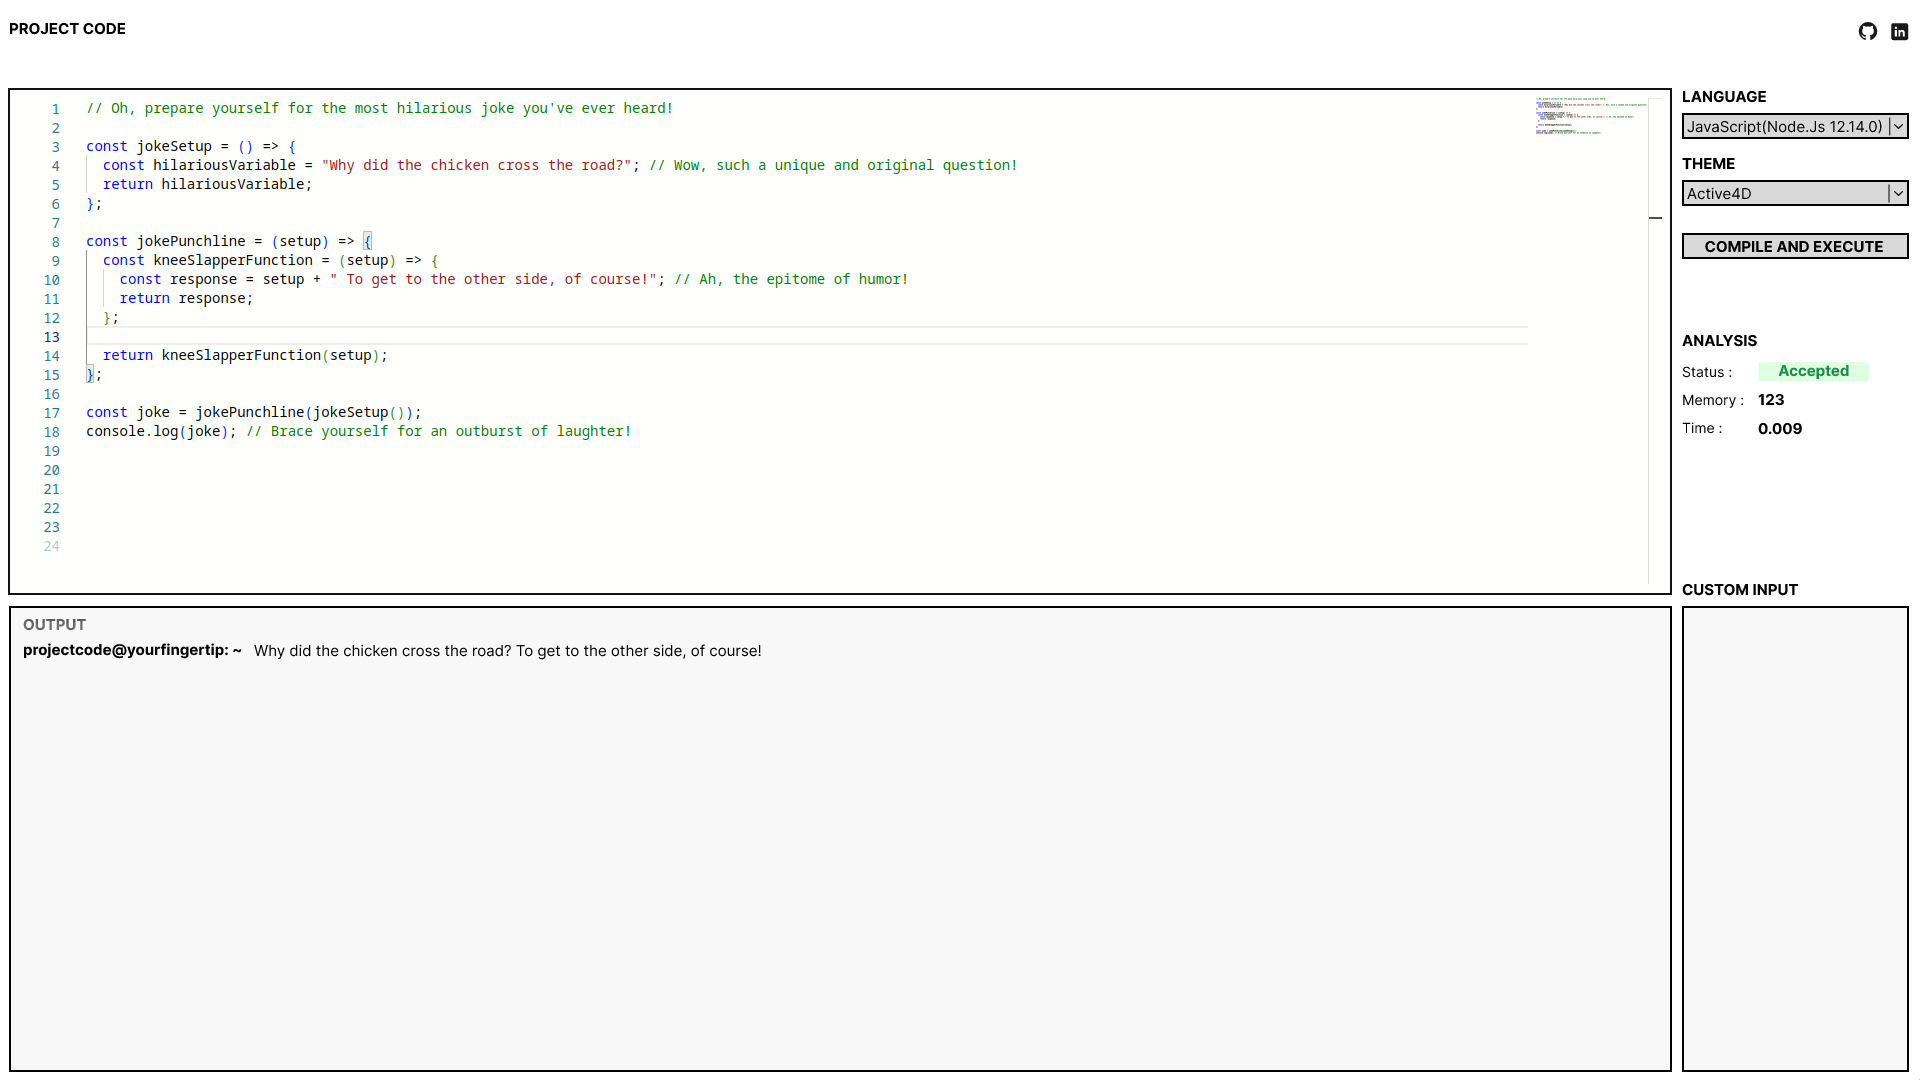 PROJECT CODE
1 // Oh, prepare yourself for the most hilarious joke you've ever heard!
2
3 const jokeSetup = () => {
4 const hilariousVariable = "Why did the chicken cross the road?"; // Wow, such a unique and original question!
5 return hilariousVariable;
6 };
7
8 const jokePunchline = (setup) => {
9 const kneeSlapperFunction = (setup) => {
10 const response = setup + " To get to the other side, of course!"; // Ah, the epitome of humor!
11 return response;
12 };
13
14 return kneeSlapperFunction(setup);
15 };
16
17 const joke = jokePunchline(jokeSetup());
18 console.log(joke); // Brace yourself for an outburst of laughter!
19
20
21
22
23
24
LANGUAGE
JavaScript(Node.Js 12.14.0)
THEME
Active4D
COMPILE AND EXECUTE
ANALYSIS
Status : Accepted
Memory : 123
Time : 0.009
CUSTOM INPUT
OUTPUT
projectcode@yourfingertip: ~ Why did the chicken cross the road? To get to the other side, of course!